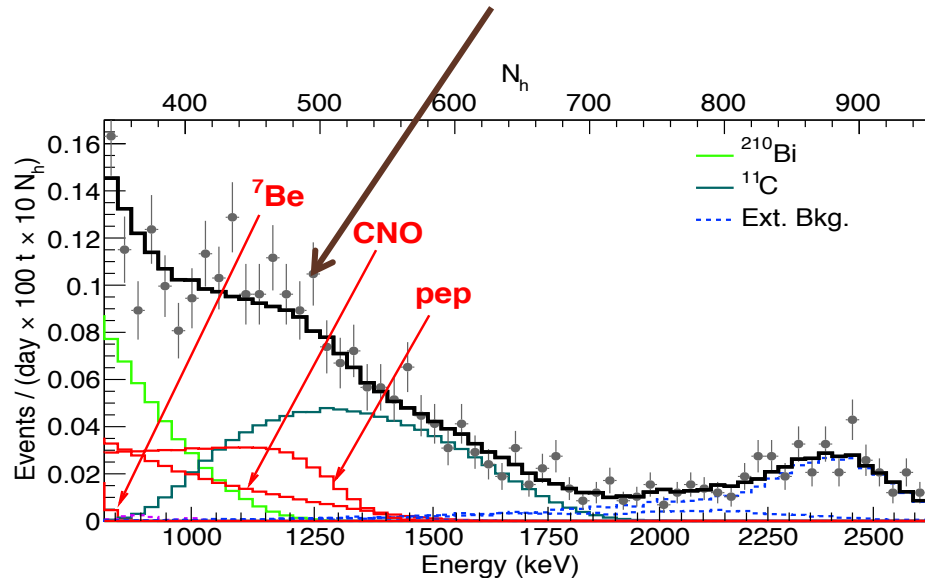 N_h
400 500 600 700 800 900
Events / (day × 100 t × 10 N_h)
0.16
0.14
0.12
0.1
0.08
0.06
0.04
0.02
0
²¹⁰Bi
¹¹C
Ext. Bkg.
⁷Be
CNO
pep
1000 1250 1500 1750 2000 2250 2500
Energy (keV)